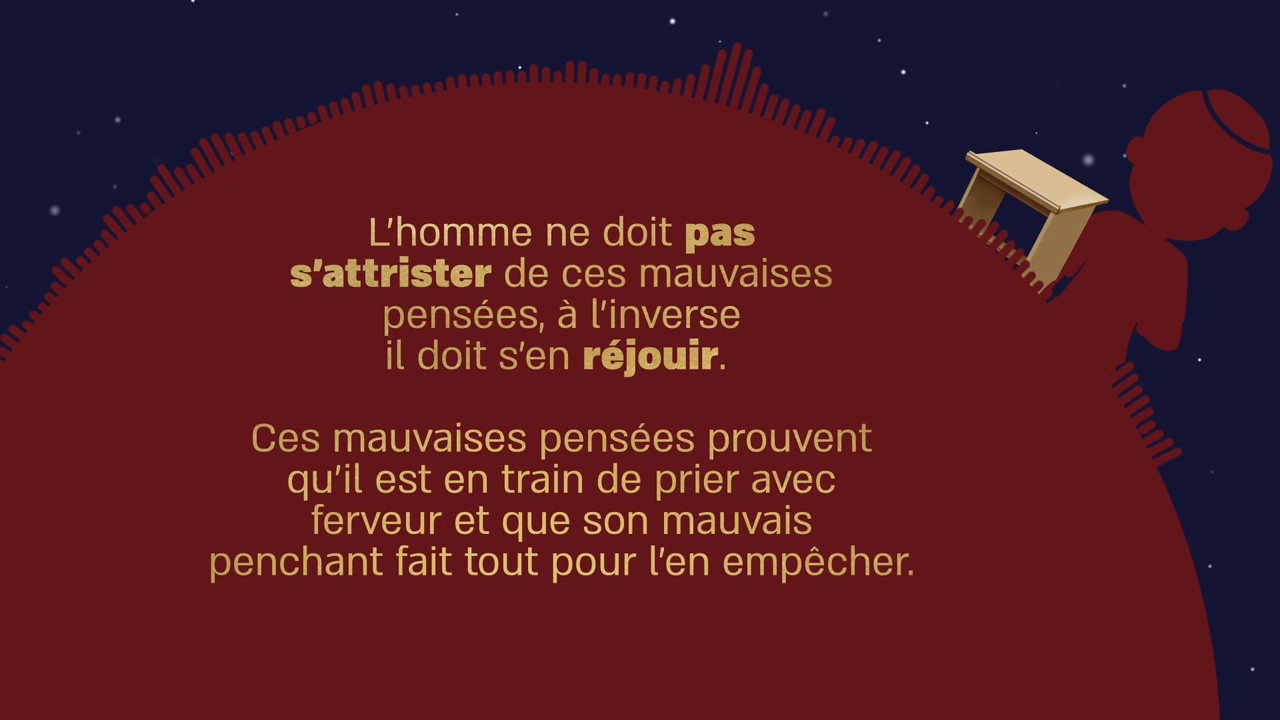 L'homme ne doit pas
s'attrister de ces mauvaises
pensées, à l'inverse
il doit s'en réjouir.
Ces mauvaises pensées prouvent
qu'il est en train de prier avec
ferveur et que son mauvais
penchant fait tout pour l'en empêcher.